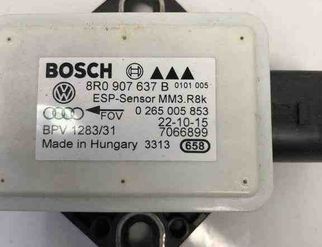 BOSCH
8R0 907 637 B 0101 005
ESP-Sensor MM3.R8k
FOV 0 265 005 853
22-10-15
BPV 1283/31 7066899
Made in Hungary 3313 658